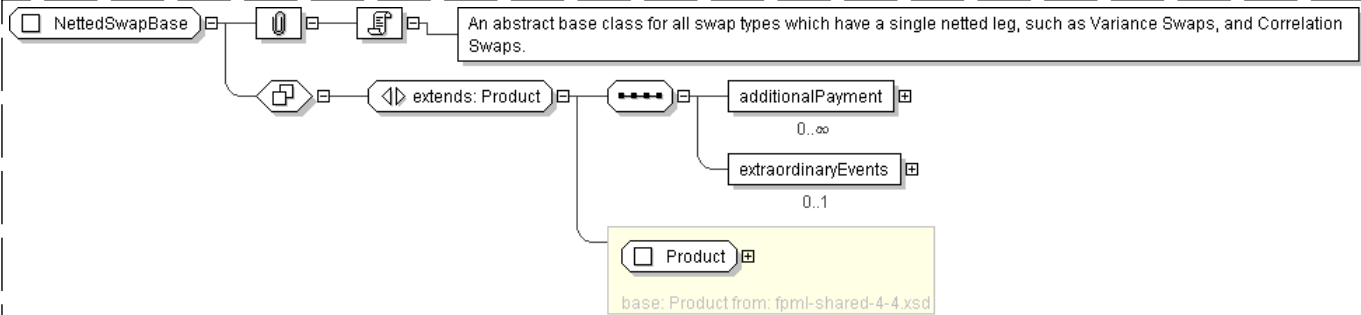 NettedSwapBase
An abstract base class for all swap types which have a single netted leg, such as Variance Swaps, and Correlation
Swaps.
extends: Product
additionalPayment
0..∞
extraordinaryEvents
0..1
Product
base: Product from: fpml-shared-4-4.xsd